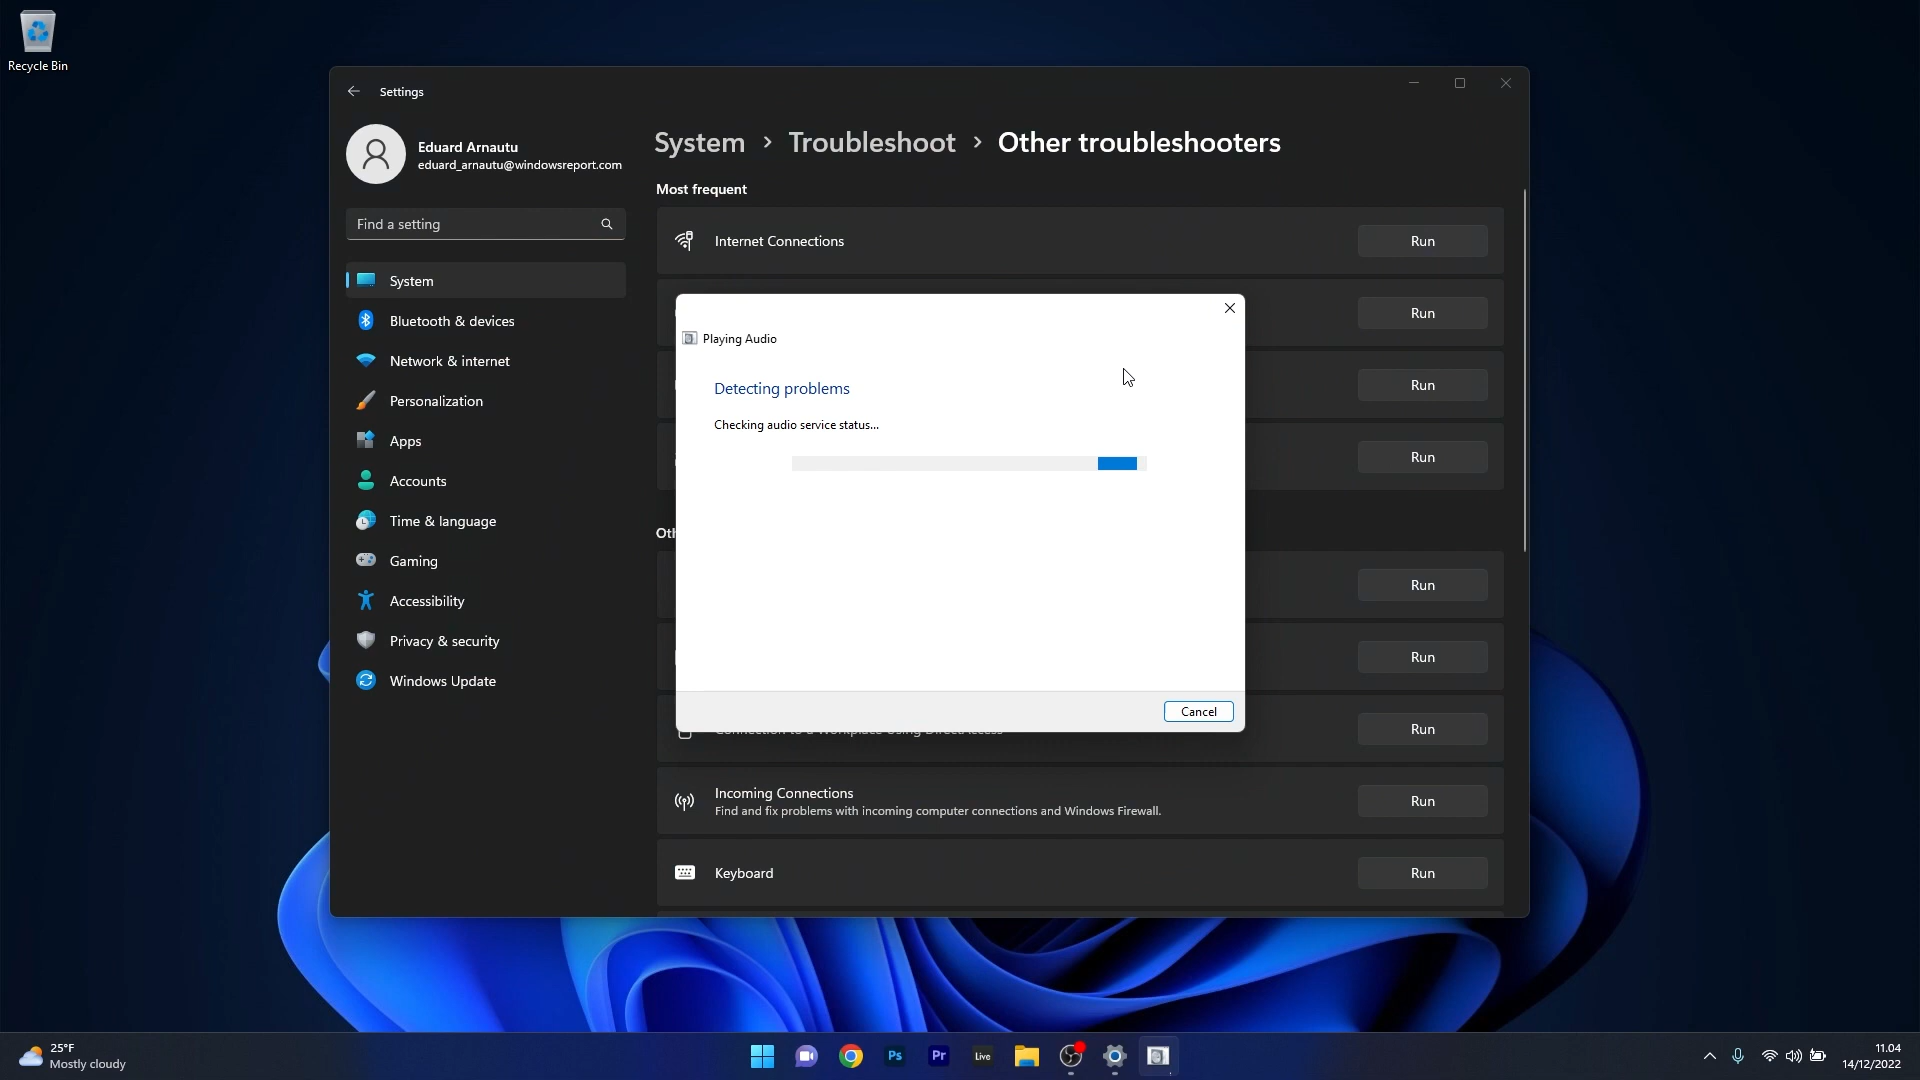 Recycle Bin
Settings
Eduard Arnautu
eduard_arnautu@windowsreport.com
Find a setting
System
Bluetooth & devices
Network & internet
Personalization
Apps
Accounts
Time & language
Gaming
Accessibility
Privacy & security
Windows Update
System > Troubleshoot > Other troubleshooters
Most frequent
Internet Connections
Run
Run
Run
Run
Playing Audio
Detecting problems
Checking audio service status...
Cancel
Run
Run
Connection to a Workplace Using DirectAccess
Run
Incoming Connections
Find and fix problems with incoming computer connections and Windows Firewall.
Run
Keyboard
Run
25°F
Mostly cloudy
Ps
Pr
Live
11.04
14/12/2022